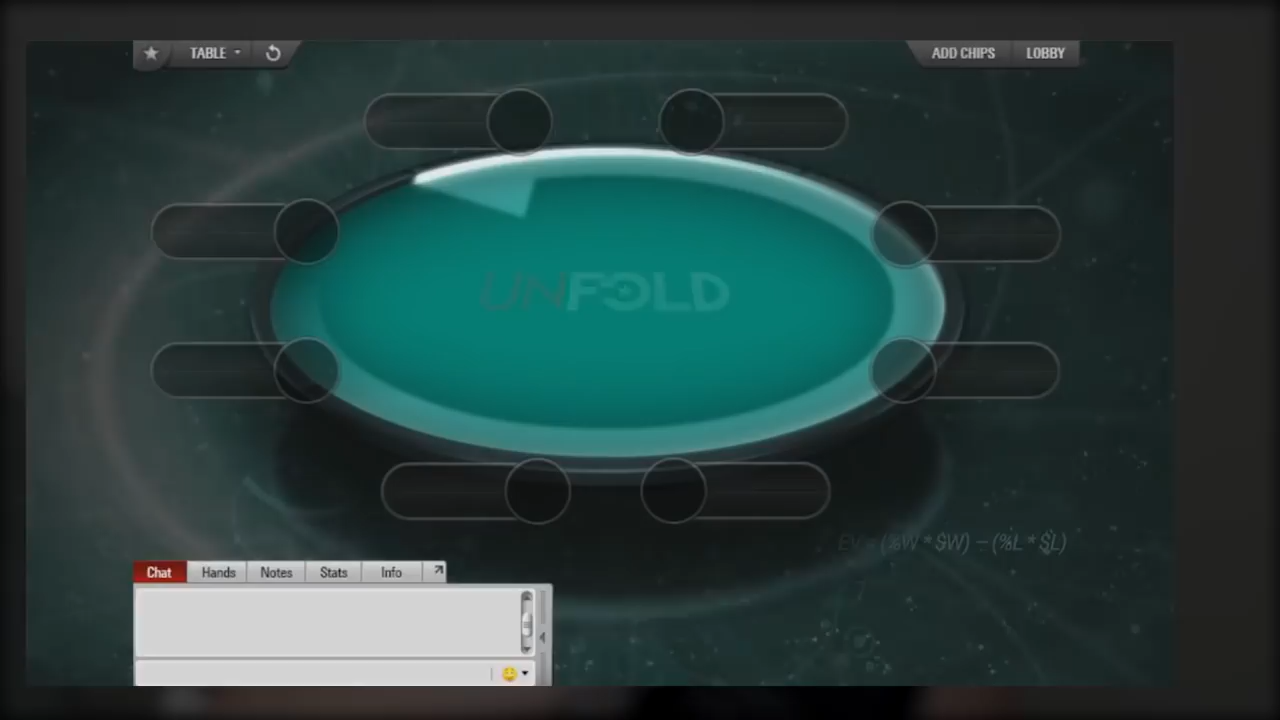 TABLE
ADD CHIPS
LOBBY
UNFOLD
EV = (%W * $W) – (%L * $L)
Chat
Hands
Notes
Stats
Info